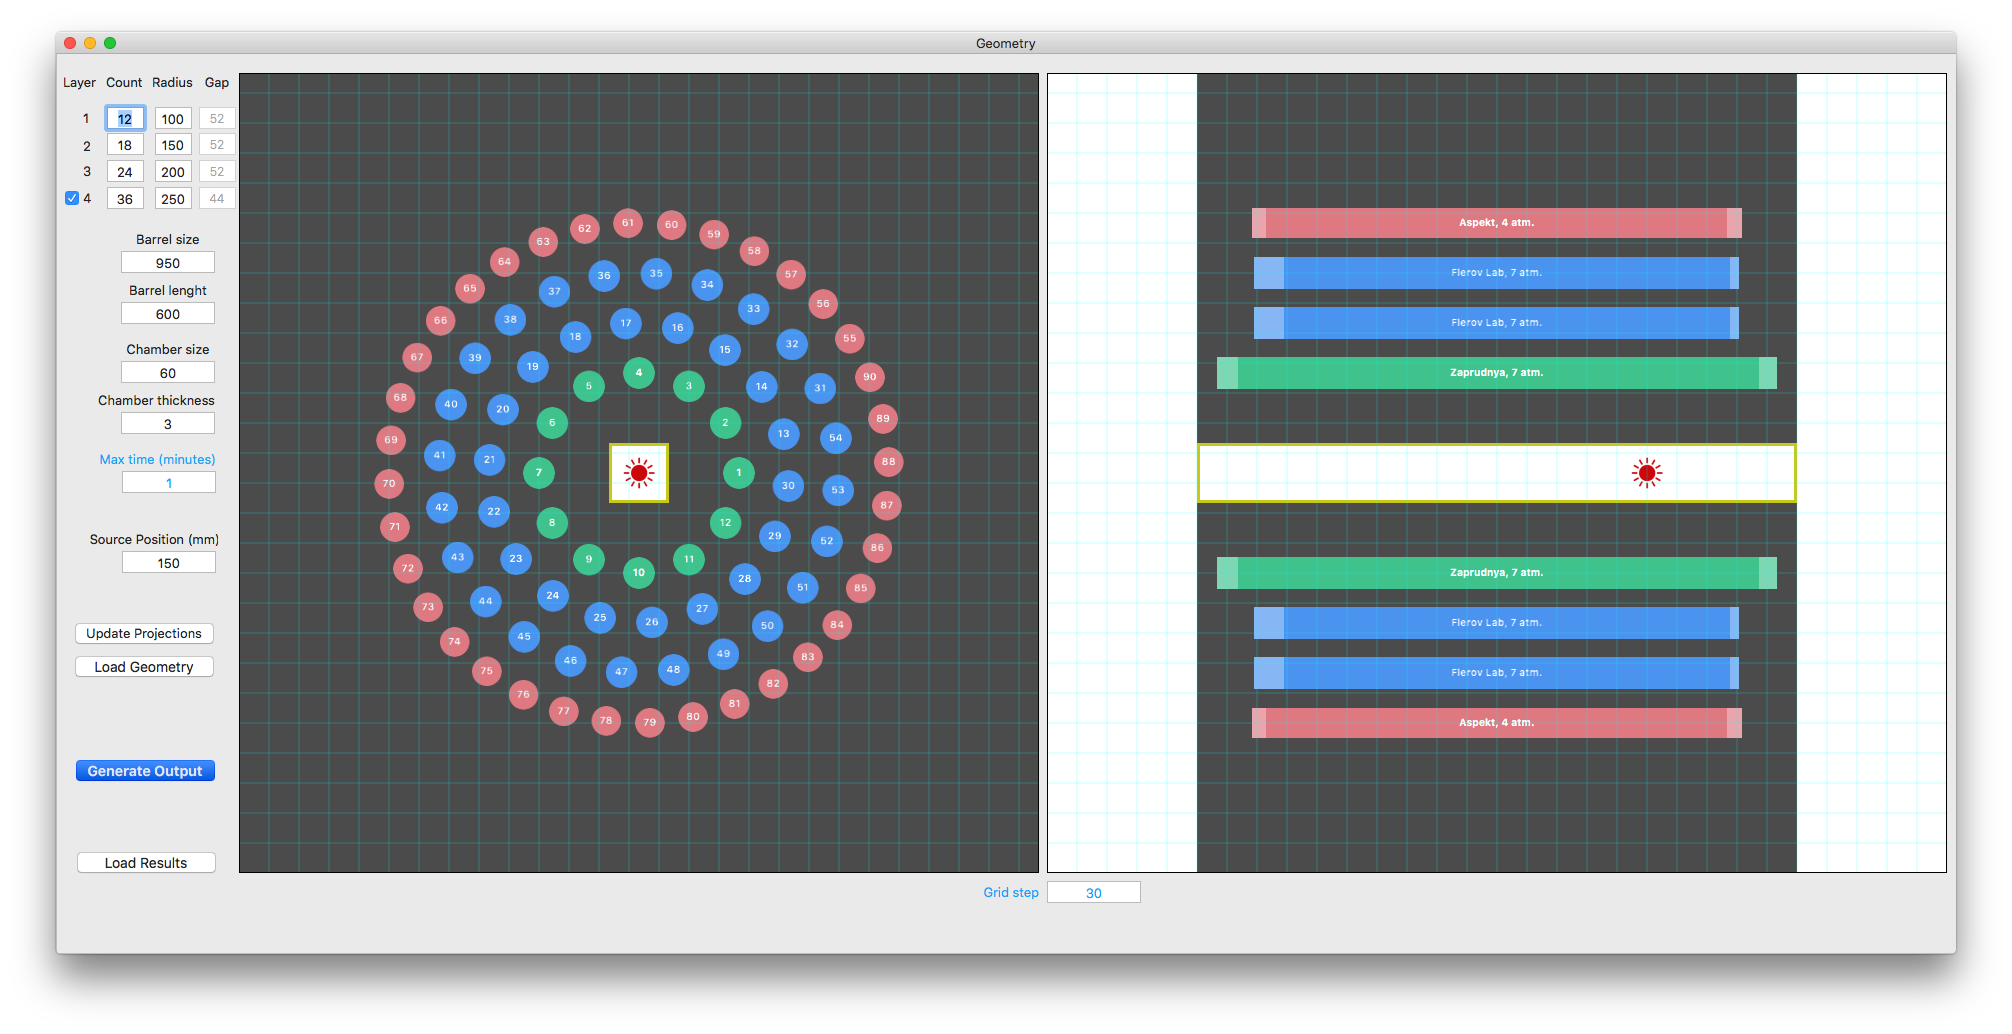 Geometry
Layer Count Radius Gap
1 12 100 52
2 18 150 52
3 24 200 52
4 36 250 44
Barrel size
950
Barrel lenght
600
Chamber size
60
Chamber thickness
3
Max time (minutes)
1
Source Position (mm)
150
Update Projections
Load Geometry
Generate Output
Load Results
61
62 60
63 59
64 58
65 57
66 56
67 55
68 90
69 89
70 88
71 87
72 86
73 85
74 84
75 83
76 82
77 81
78 79 80
36 35 34
37 33
38 32
39 31
40 54
41 53
42 52
43 51
44 50
45 49
46 47 48
18 17 16 15
19 14
20 13
21 30
22 29
23 28
24 27
25 26
5 4 3
6 2
7 1
8 12
9 10 11
Aspekt, 4 atm.
Flerov Lab, 7 atm.
Flerov Lab, 7 atm.
Zaprudnya, 7 atm.
Zaprudnya, 7 atm.
Flerov Lab, 7 atm.
Flerov Lab, 7 atm.
Aspekt, 4 atm.
Grid step 30